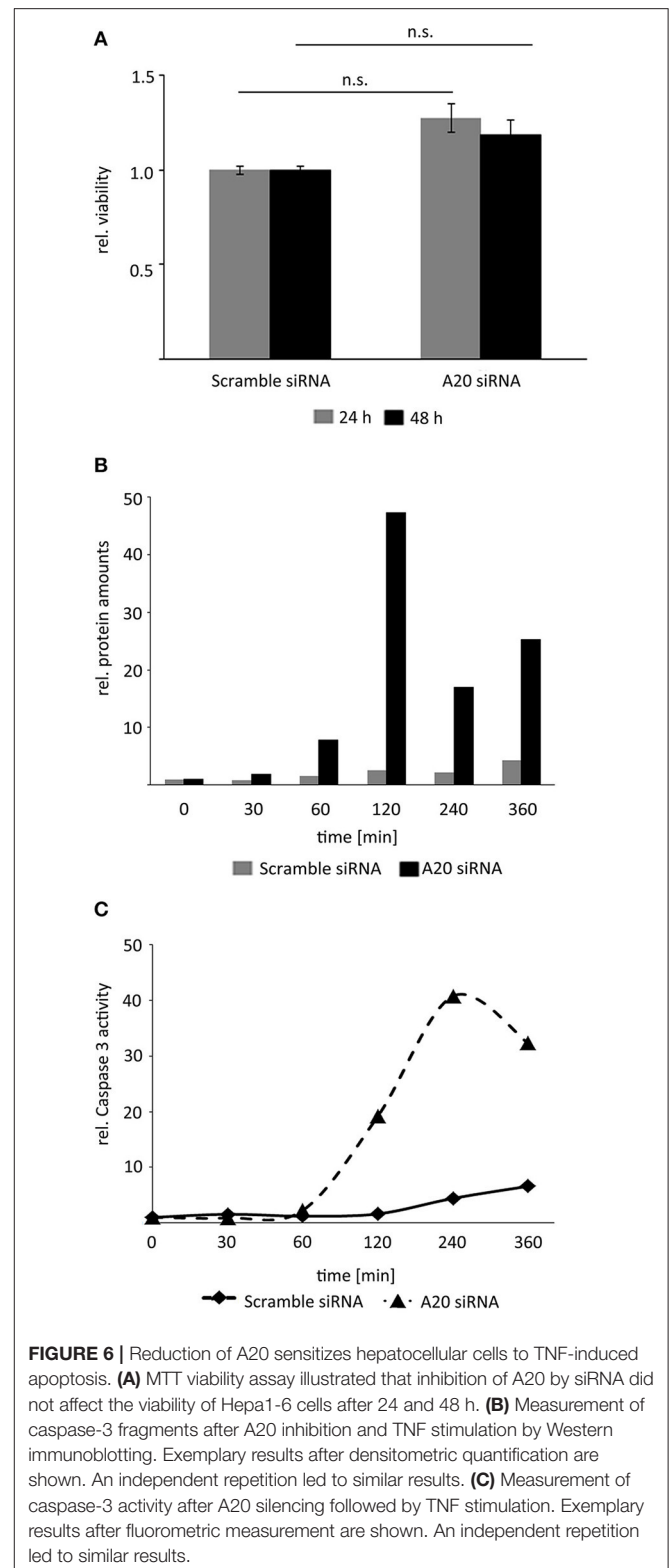 A
n.s.
n.s.
rel. viability
1.5
1.0
0.5
Scramble siRNA A20 siRNA
24 h 48 h
B
rel. protein amounts
50
40
30
20
10
0 30 60 120 240 360
time [min]
Scramble siRNA A20 siRNA
C
rel. Caspase 3 activity
50
40
30
20
10
0 30 60 120 240 360
time [min]
Scramble siRNA A20 siRNA
FIGURE 6 | Reduction of A20 sensitizes hepatocellular cells to TNF-induced
apoptosis. (A) MTT viability assay illustrated that inhibition of A20 by siRNA did
not affect the viability of Hepa1-6 cells after 24 and 48 h. (B) Measurement of
caspase-3 fragments after A20 inhibition and TNF stimulation by Western
immunoblotting. Exemplary results after densitometric quantification are
shown. An independent repetition led to similar results. (C) Measurement of
caspase-3 activity after A20 silencing followed by TNF stimulation. Exemplary
results after fluorometric measurement are shown. An independent repetition
led to similar results.